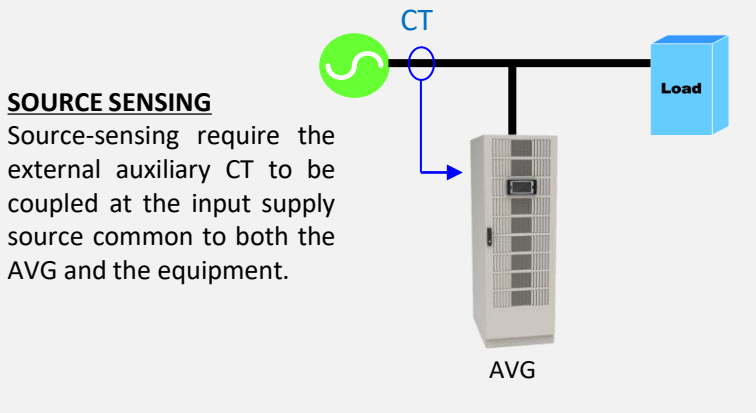 CT
Load
SOURCE SENSING
Source-sensing require the
external auxiliary CT to be
coupled at the input supply
source common to both the
AVG and the equipment.
AVG